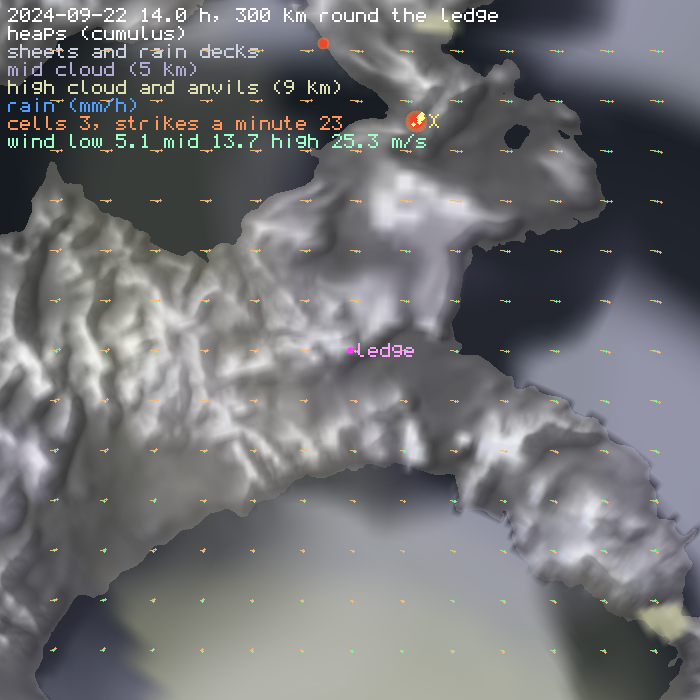 2024-09-22 14.0 h, 300 km round the ledge
heaps (cumulus)
sheets and rain decks
mid cloud (5 km)
high cloud and anvils (9 km)
rain (mm/h)
cells 3, strikes a minute 23
wind low 5.1 mid 13.7 high 25.3 m/s
X
ledge